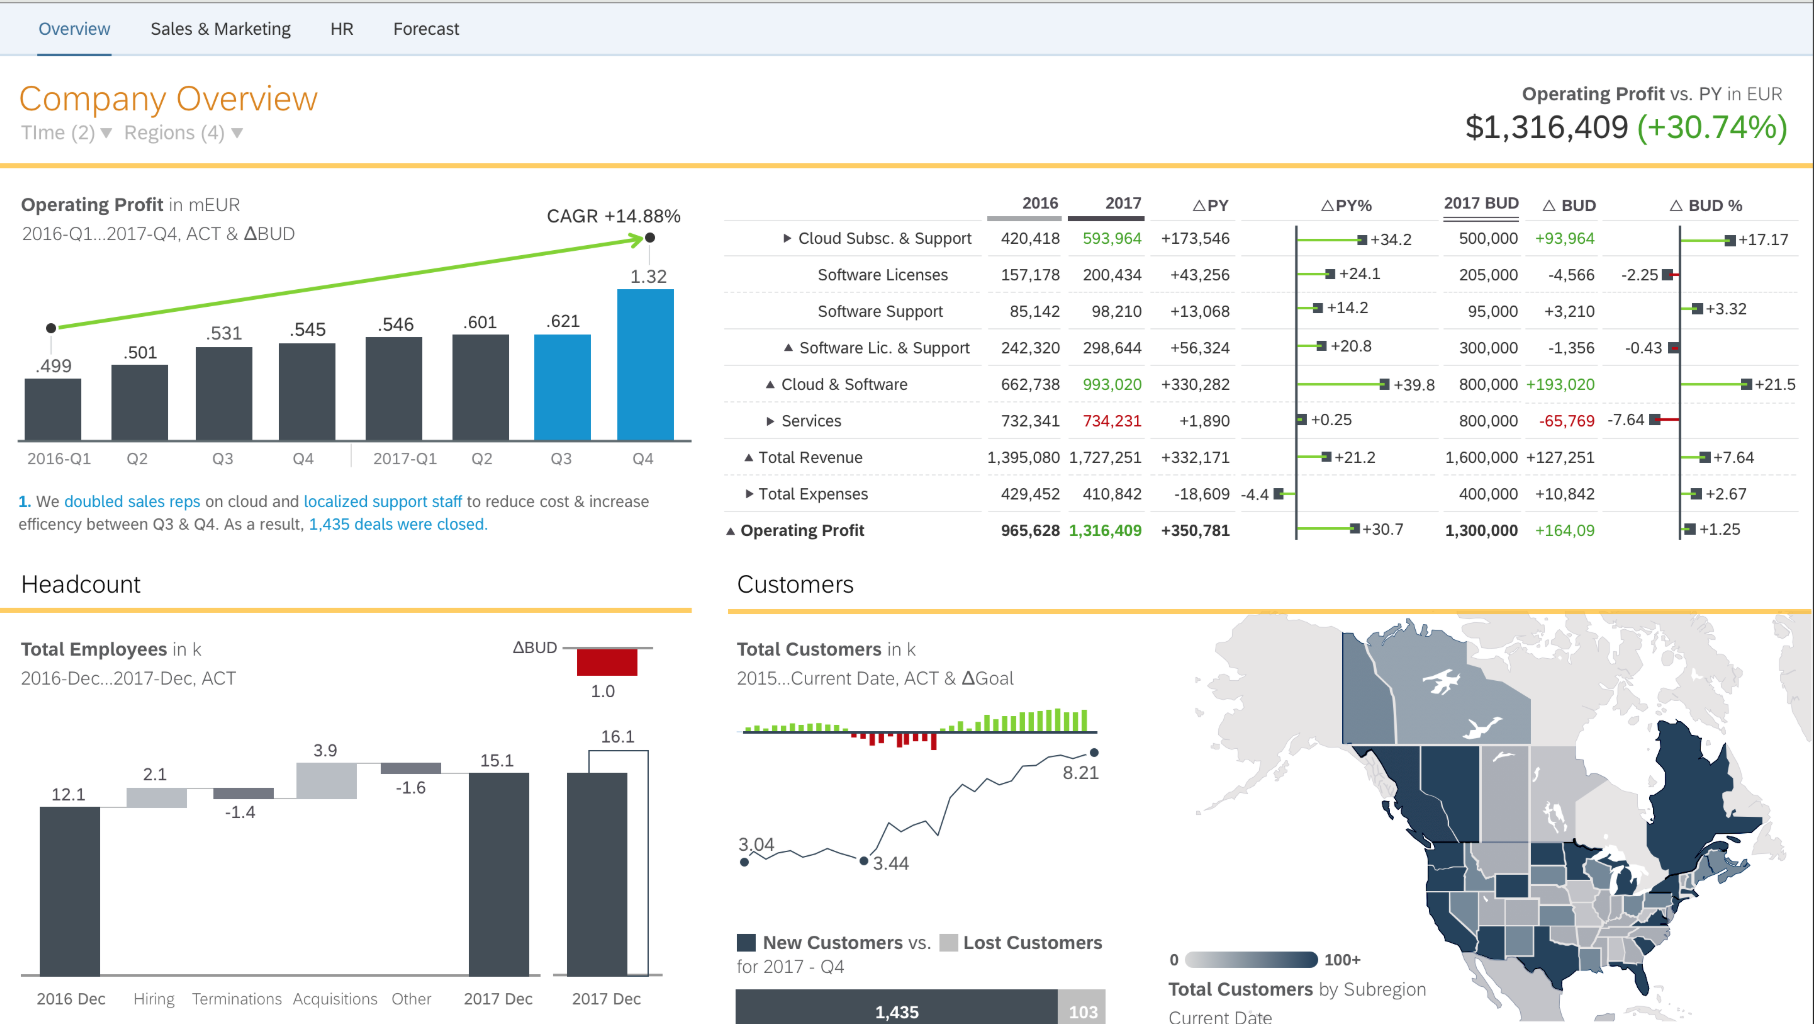 Overview Sales & Marketing HR Forecast
Company Overview
TIme (2) ▼ Regions (4) ▼
Operating Profit vs. PY in EUR
$1,316,409 (+30.74%)
Operating Profit in mEUR
2016-Q1...2017-Q4, ACT & ΔBUD
CAGR +14.88%
.499 .501 .531 .545 .546 .601 .621 1.32
2016-Q1 Q2 Q3 Q4 2017-Q1 Q2 Q3 Q4
1. We doubled sales reps on cloud and localized support staff to reduce cost & increase
efficency between Q3 & Q4. As a result, 1,435 deals were closed.
2016 2017 △PY △PY% 2017 BUD △ BUD △ BUD %
▶ Cloud Subsc. & Support 420,418 593,964 +173,546 +34.2 500,000 +93,964 +17.17
Software Licenses 157,178 200,434 +43,256 +24.1 205,000 -4,566 -2.25
Software Support 85,142 98,210 +13,068 +14.2 95,000 +3,210 +3.32
▲ Software Lic. & Support 242,320 298,644 +56,324 +20.8 300,000 -1,356 -0.43
▲ Cloud & Software 662,738 993,020 +330,282 +39.8 800,000 +193,020 +21.5
▶ Services 732,341 734,231 +1,890 +0.25 800,000 -65,769 -7.64
▲ Total Revenue 1,395,080 1,727,251 +332,171 +21.2 1,600,000 +127,251 +7.64
▶ Total Expenses 429,452 410,842 -18,609 -4.4 400,000 +10,842 +2.67
▲ Operating Profit 965,628 1,316,409 +350,781 +30.7 1,300,000 +164,09 +1.25
Headcount
Total Employees in k
2016-Dec...2017-Dec, ACT
ΔBUD
1.0
12.1 2.1 -1.4 3.9 -1.6 15.1 16.1
2016 Dec Hiring Terminations Acquisitions Other 2017 Dec 2017 Dec
Customers
Total Customers in k
2015...Current Date, ACT & ΔGoal
8.21
3.04
3.44
New Customers vs. Lost Customers
for 2017 - Q4
1,435 103
0 100+
Total Customers by Subregion
Current Date